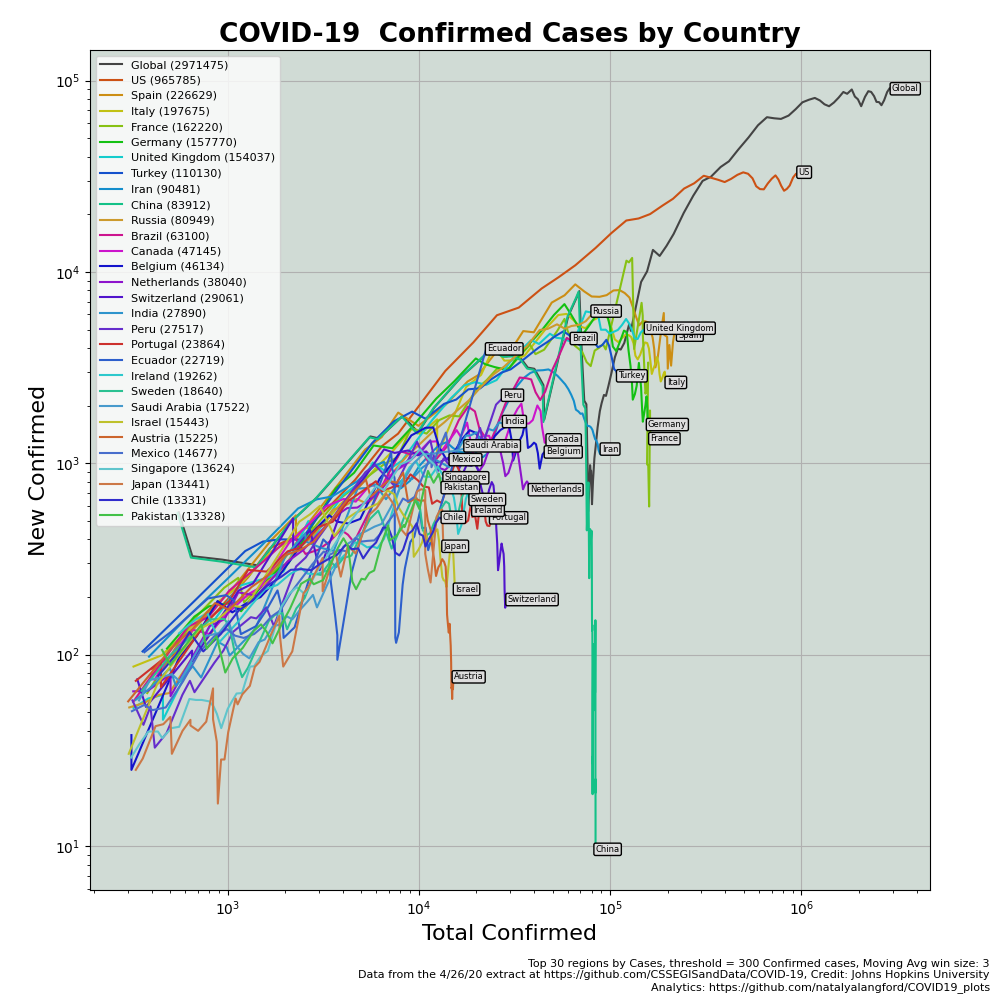 COVID-19  Confirmed Cases by Country
Global (2971475)
US (965785)
Spain (226629)
Italy (197675)
France (162220)
Germany (157770)
United Kingdom (154037)
Turkey (110130)
Iran (90481)
China (83912)
Russia (80949)
Brazil (63100)
Canada (47145)
Belgium (46134)
Netherlands (38040)
Switzerland (29061)
India (27890)
Peru (27517)
Portugal (23864)
Ecuador (22719)
Ireland (19262)
Sweden (18640)
Saudi Arabia (17522)
Israel (15443)
Austria (15225)
Mexico (14677)
Singapore (13624)
Japan (13441)
Chile (13331)
Pakistan (13328)
Global
US
Russia
United Kingdom
Spain
Brazil
Ecuador
Turkey
Italy
Peru
India
Germany
France
Canada
Saudi Arabia
Iran
Belgium
Mexico
Singapore
Pakistan
Netherlands
Sweden
Ireland
Chile
Portugal
Japan
Israel
Switzerland
Austria
China
10^5
10^4
10^3
10^2
10^1
New Confirmed
10^3
10^4
10^5
10^6
Total Confirmed
Top 30 regions by Cases, threshold = 300 Confirmed cases, Moving Avg win size: 3
Data from the 4/26/20 extract at https://github.com/CSSEGISandData/COVID-19, Credit: Johns Hopkins University
Analytics: https://github.com/natalyalangford/COVID19_plots